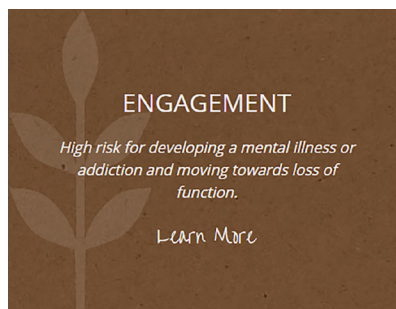 ENGAGEMENT
High risk for developing a mental illness or
addiction and moving towards loss of
function.
Learn More